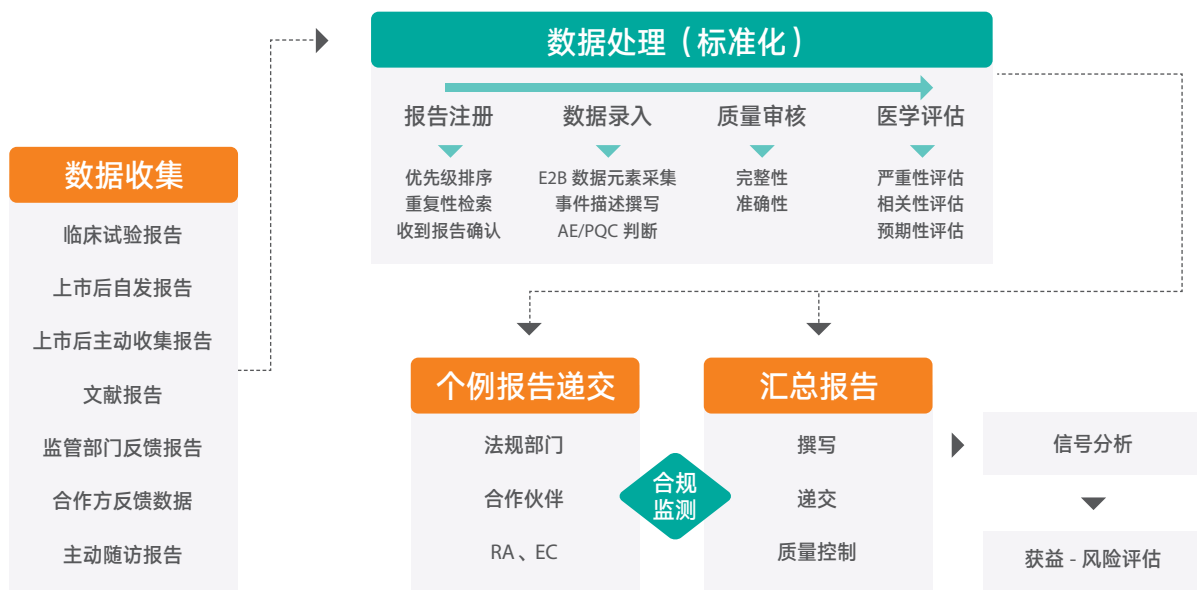 数据处理（标准化）
报告注册
数据录入
质量审核
医学评估
优先级排序
重复性检索
收到报告确认
E2B 数据元素采集
事件描述撰写
AE/PQC 判断
完整性
准确性
严重性评估
相关性评估
预期性评估
数据收集
临床试验报告
上市后自发报告
上市后主动收集报告
文献报告
监管部门反馈报告
合作方反馈数据
主动随访报告
个例报告递交
法规部门
合作伙伴
RA、EC
合规
监测
汇总报告
撰写
递交
质量控制
信号分析
获益 - 风险评估